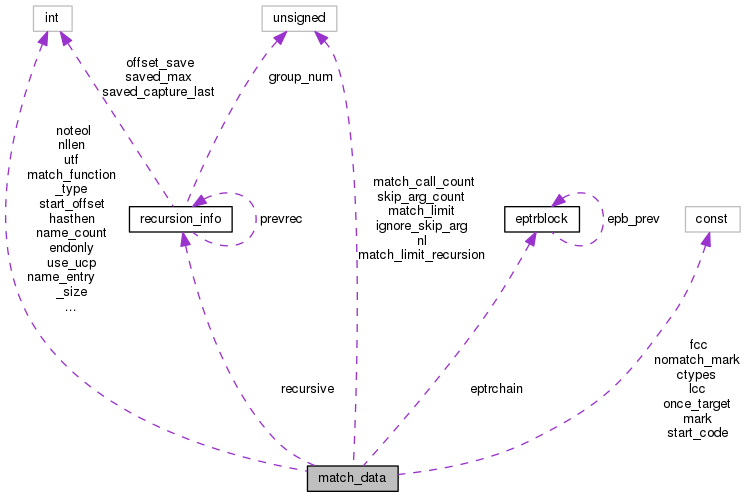 int
unsigned
offset_save
saved_max
saved_capture_last
group_num
noteol
nllen
utf
match_function
_type
start_offset
hasthen
name_count
endonly
use_ucp
name_entry
_size
...
recursion_info
prevrec
match_call_count
skip_arg_count
match_limit
ignore_skip_arg
nl
match_limit_recursion
eptrblock
epb_prev
const
recursive
eptrchain
fcc
nomatch_mark
ctypes
lcc
once_target
mark
start_code
match_data